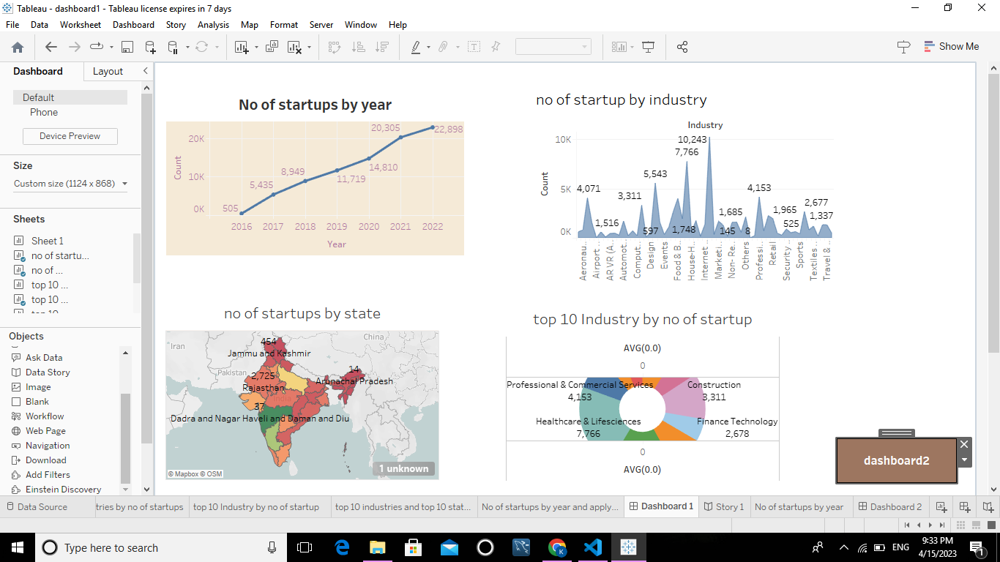 Tableau - dashboard1 - Tableau license expires in 7 days
File Data Worksheet Dashboard Story Analysis Map Format Server Window Help
Show Me
Dashboard Layout
Default
Phone
Device Preview
Size
Custom size (1124 x 868)
Sheets
Sheet 1
no of startu...
no of ...
top 10 ...
top 10 ...
Objects
Ask Data
Data Story
Image
Blank
Workflow
Web Page
Navigation
Download
Add Filters
Einstein Discovery
No of startups by year
20K
10K
0K
Count
505
5,435
8,949
11,719
14,810
20,305
22,898
2016 2017 2018 2019 2020 2021 2022
Year
no of startup by industry
Industry
10K
5K
0K
Count
10,243
7,766
5,543
4,071
3,311
4,153
2,677
1,965
1,685
1,337
1,516
525
597
1,748
145
8
Aeronau..
Airport ..
AR VR (A..
Automot..
Comput..
Design
Events
Food & B..
House-H..
Internet ..
Marketi..
Non- Re..
Others
Professi..
Retail
Security ..
Sports
Textiles ..
Travel & ..
no of startups by state
Iran
China
Pakistan
India
454
Jammu and Kashmir
14
Arunachal Pradesh
2,725
Rajasthan
37
Dadra and Nagar Haveli and Daman and Diu
© Mapbox © OSM
1 unknown
top 10 Industry by no of startup
AVG(0.0)
0
Professional & Commercial Services
4,153
Construction
3,311
Healthcare & Lifesciences
7,766
Finance Technology
2,678
0
AVG(0.0)
dashboard2
Data Source
tries by no of startups
top 10 Industry by no of startup
top 10 industries and top 10 stat...
No of startups by year and apply...
Dashboard 1
Story 1
No of startups by year
Dashboard 2
Type here to search
ENG
9:33 PM
4/15/2023
1